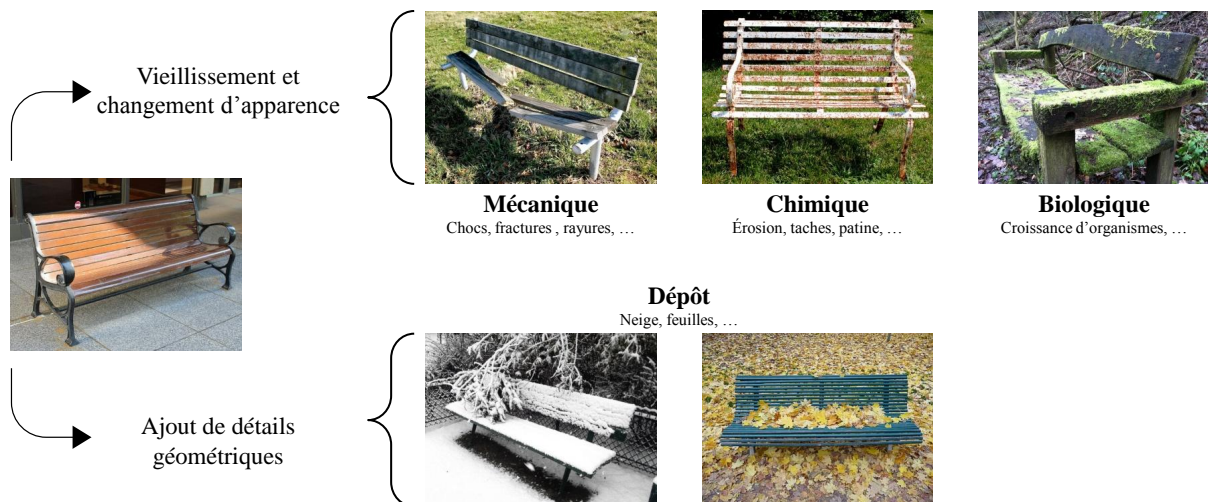 Vieillissement et
changement d’apparence
Mécanique
Chocs, fractures , rayures, …
Chimique
Érosion, taches, patine, …
Biologique
Croissance d’organismes, …
Dépôt
Neige, feuilles, …
Ajout de détails
géométriques